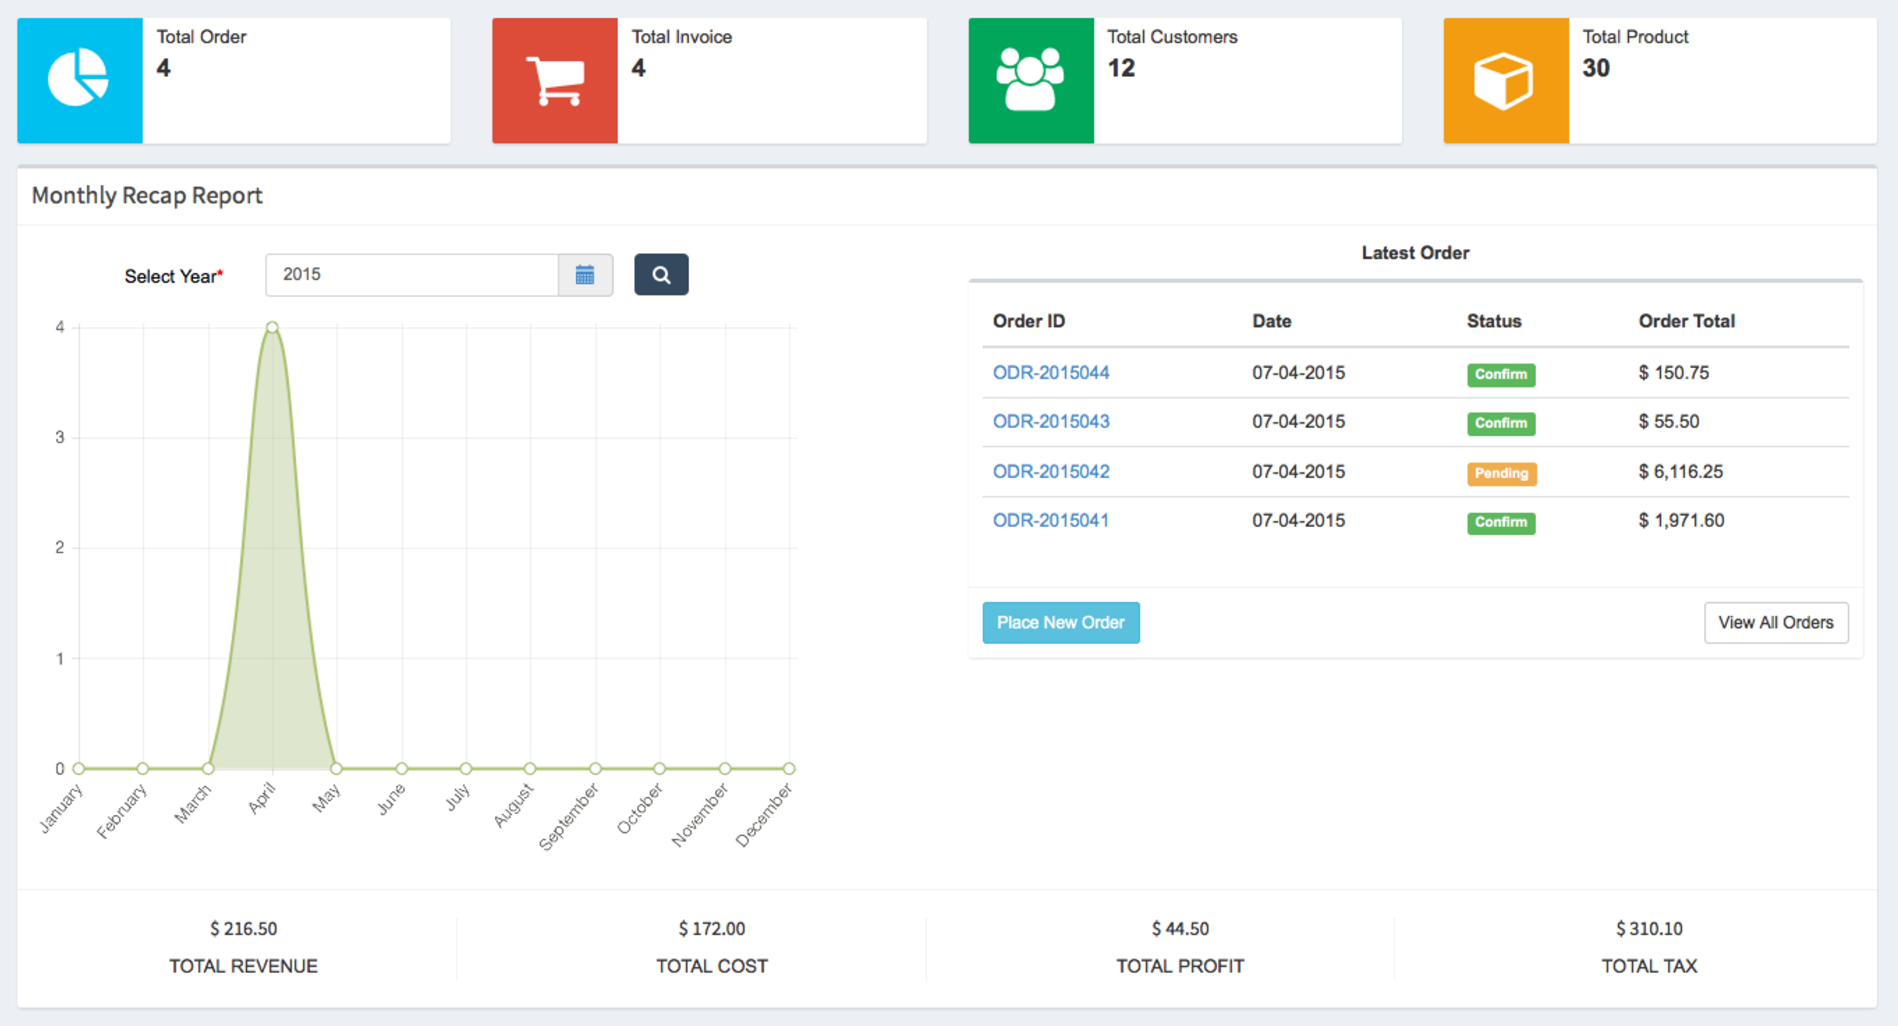 Total Order
4
Total Invoice
4
Total Customers
12
Total Product
30
Monthly Recap Report
Select Year*
2015
4
3
2
1
0
January
February
March
April
May
June
July
August
September
October
November
December
Latest Order
Order ID Date Status Order Total
ODR-2015044 07-04-2015 Confirm $ 150.75
ODR-2015043 07-04-2015 Confirm $ 55.50
ODR-2015042 07-04-2015 Pending $ 6,116.25
ODR-2015041 07-04-2015 Confirm $ 1,971.60
Place New Order
View All Orders
$ 216.50
TOTAL REVENUE
$ 172.00
TOTAL COST
$ 44.50
TOTAL PROFIT
$ 310.10
TOTAL TAX